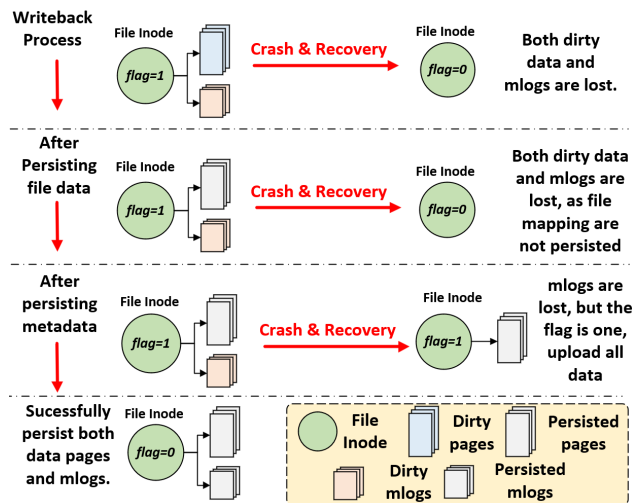 Writeback
Process
File Inode
flag=1
Crash & Recovery
File Inode
flag=0
Both dirty
data and
mlogs are lost.
After
Persisting
file data
File Inode
flag=1
Crash & Recovery
File Inode
flag=0
Both dirty data
and mlogs are
lost, as file
mapping are
not persisted
After
persisting
metadata
File Inode
flag=1
Crash & Recovery
File Inode
flag=1
mlogs are
lost, but the
flag is one,
upload all
data
Sucessfully
persist both
data pages
and mlogs.
File Inode
flag=0
File
Inode
Dirty
pages
Persisted
pages
Dirty
mlogs
Persisted
mlogs